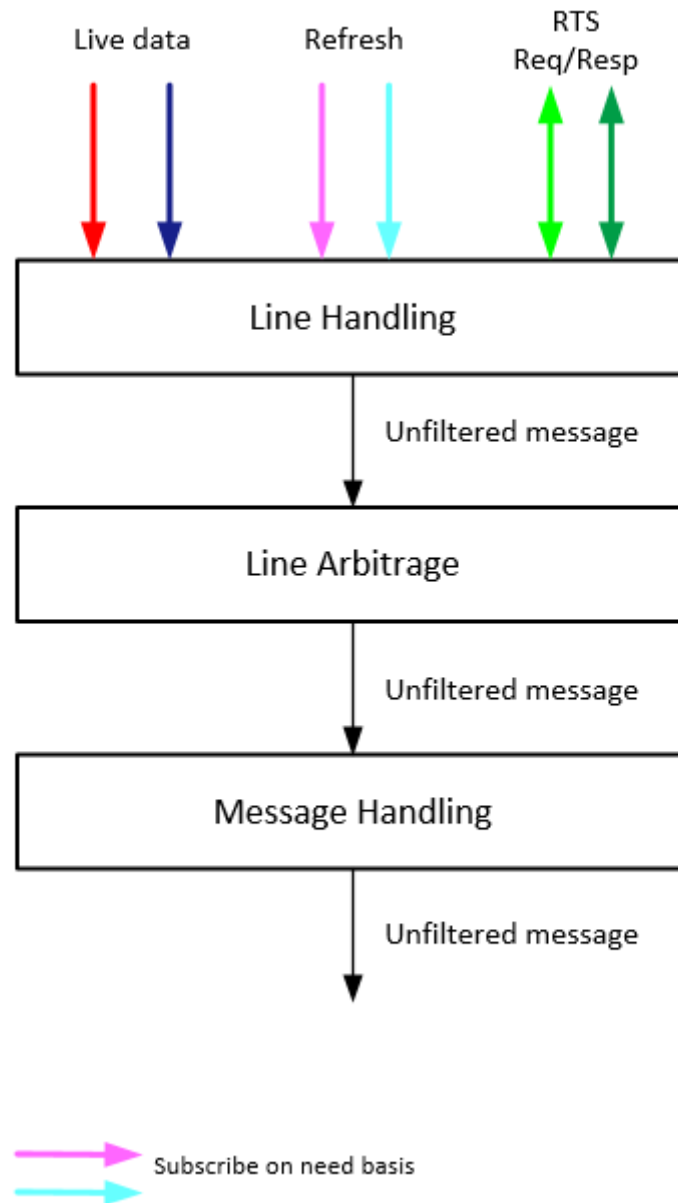 Live data
Refresh
RTS
Req/Resp
Line Handling
Unfiltered message
Line Arbitrage
Unfiltered message
Message Handling
Unfiltered message
Subscribe on need basis